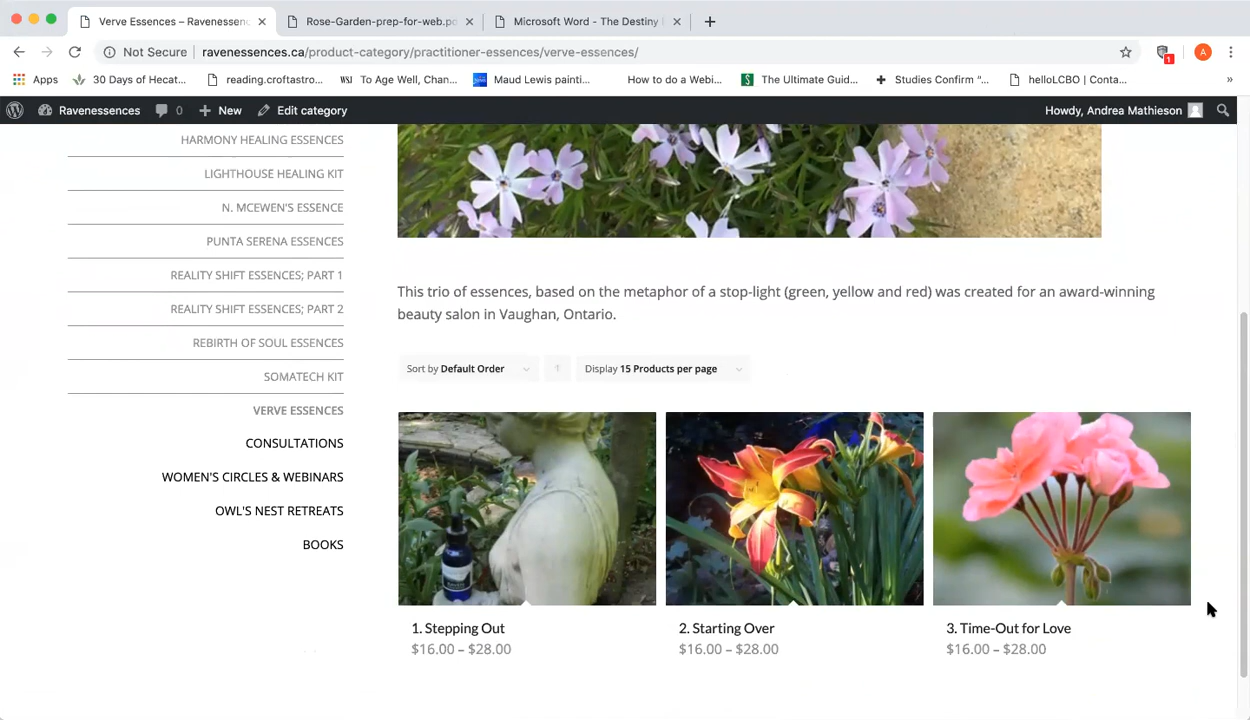 Verve Essences – Ravenessenc
Rose-Garden-prep-for-web.pd
Microsoft Word - The Destiny
Not Secure
ravenessences.ca/product-category/practitioner-essences/verve-essences/
1
A
Apps
30 Days of Hecat...
reading.croftastro...
WSJ To Age Well, Chan...
Maud Lewis painti...
How to do a Webi...
S The Ultimate Guid...
Studies Confirm “...
helloLCBO | Conta...
»
Ravenessences
0
New
Edit category
Howdy, Andrea Mathieson
HARMONY HEALING ESSENCES
LIGHTHOUSE HEALING KIT
N. MCEWEN'S ESSENCE
PUNTA SERENA ESSENCES
REALITY SHIFT ESSENCES; PART 1
REALITY SHIFT ESSENCES; PART 2
REBIRTH OF SOUL ESSENCES
SOMATECH KIT
VERVE ESSENCES
CONSULTATIONS
WOMEN'S CIRCLES & WEBINARS
OWL'S NEST RETREATS
BOOKS
This trio of essences, based on the metaphor of a stop-light (green, yellow and red) was created for an award-winning
beauty salon in Vaughan, Ontario.
Sort by Default Order
Display 15 Products per page
1. Stepping Out
$16.00 – $28.00
2. Starting Over
$16.00 – $28.00
3. Time-Out for Love
$16.00 – $28.00